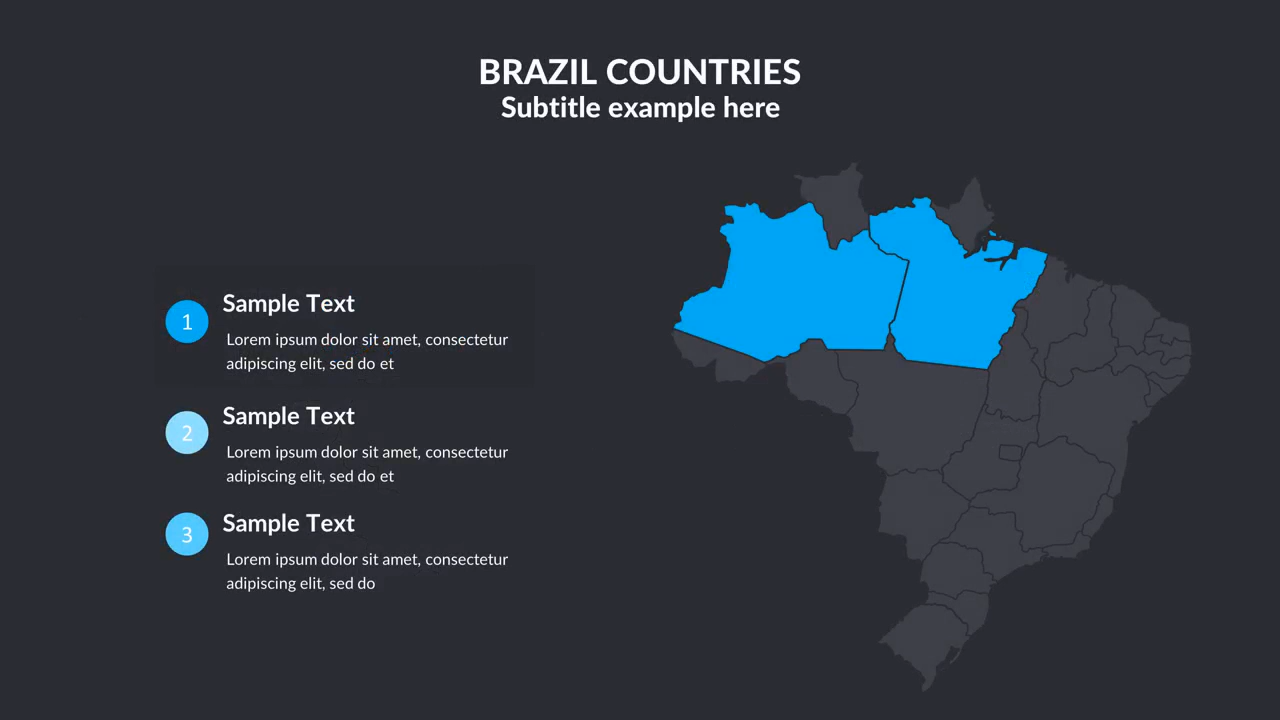 BRAZIL COUNTRIES
Subtitle example here
1
Sample Text
Lorem ipsum dolor sit amet, consectetur
adipiscing elit, sed do et
2
Sample Text
Lorem ipsum dolor sit amet, consectetur
adipiscing elit, sed do et
3
Sample Text
Lorem ipsum dolor sit amet, consectetur
adipiscing elit, sed do